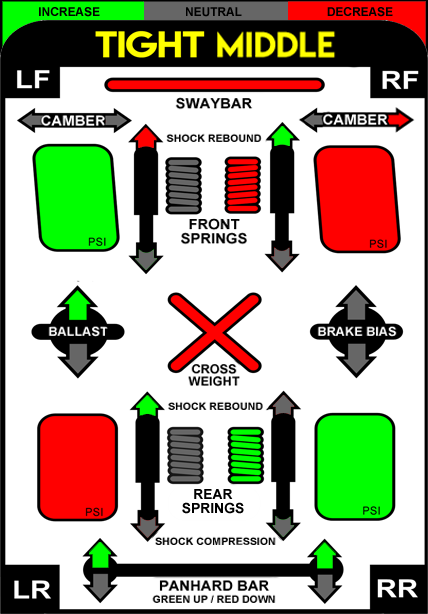 INCREASE NEUTRAL DECREASE
TIGHT MIDDLE
LF RF
SWAYBAR
CAMBER SHOCK REBOUND CAMBER
PSI PSI
FRONT
SPRINGS
BALLAST BRAKE BIAS
CROSS
WEIGHT
SHOCK REBOUND
REAR
SPRINGS
PSI PSI
SHOCK COMPRESSION
LR RR
PANHARD BAR
GREEN UP / RED DOWN